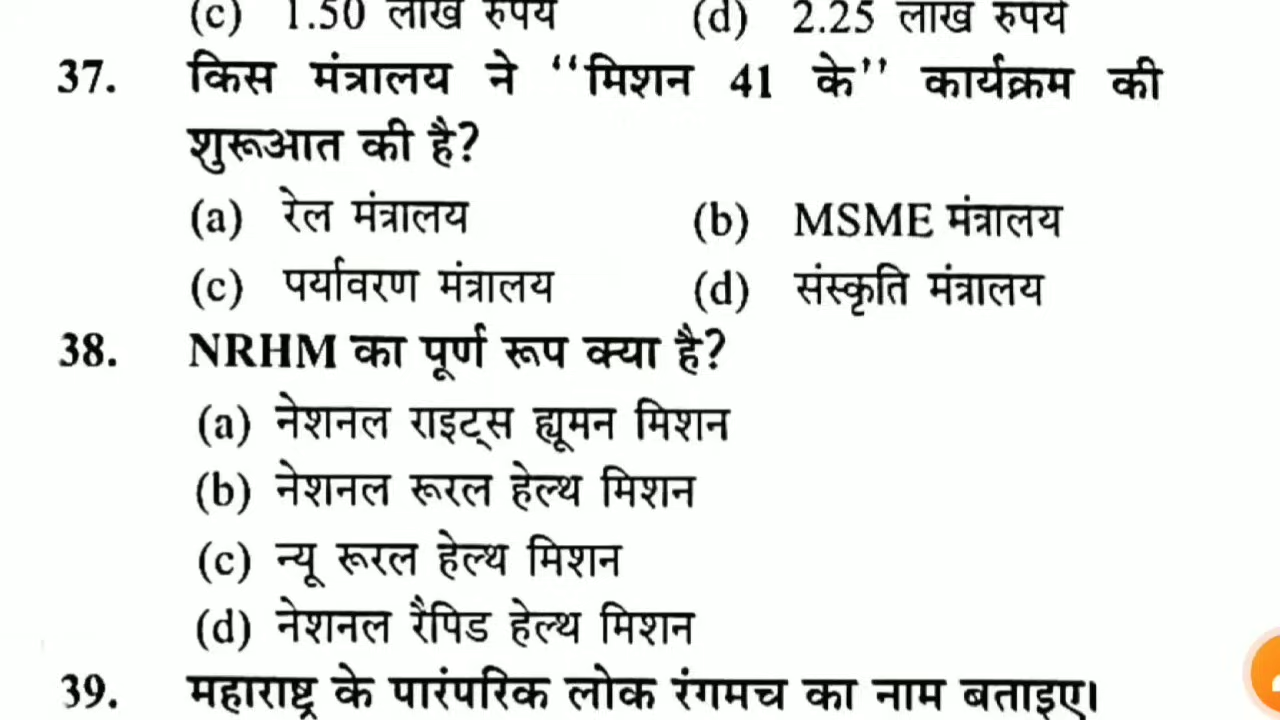 (c) 1.50 लाख रुपये (d) 2.25 लाख रुपये
37. किस मंत्रालय ने ‘‘मिशन 41 के’’ कार्यक्रम की
शुरूआत की है?
(a) रेल मंत्रालय (b) MSME मंत्रालय
(c) पर्यावरण मंत्रालय (d) संस्कृति मंत्रालय
38. NRHM का पूर्ण रूप क्या है?
(a) नेशनल राइट्स ह्यूमन मिशन
(b) नेशनल रूरल हेल्थ मिशन
(c) न्यू रूरल हेल्थ मिशन
(d) नेशनल रैपिड हेल्थ मिशन
39. महाराष्ट्र के पारंपरिक लोक रंगमच का नाम बताइए।